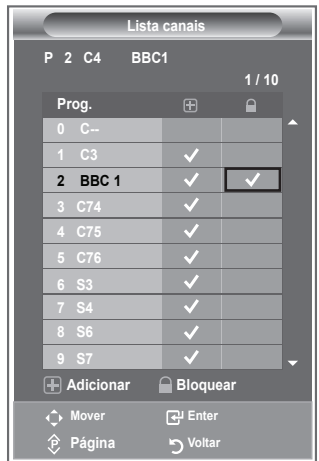 Lista canais
P 2 C4 BBC1
1 / 10
Prog.
0 C--
1 C3
2 BBC 1
3 C74
4 C75
5 C76
6 S3
7 S4
8 S6
9 S7
Adicionar Bloquear
Mover Enter
Página Voltar